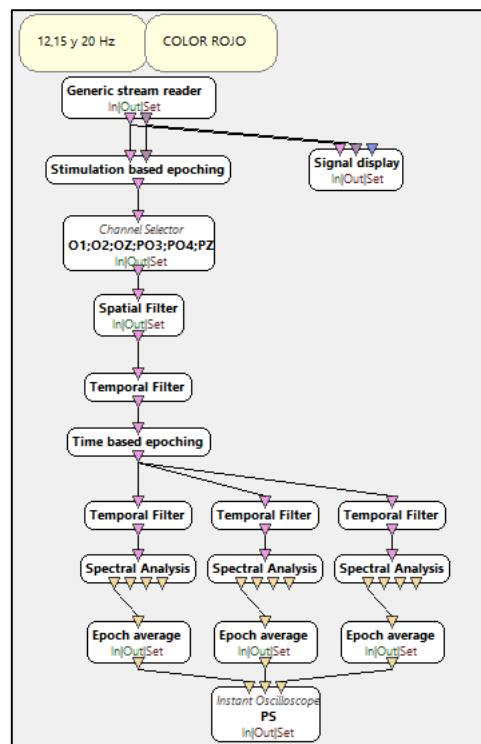 12,15 y 20 Hz
COLOR ROJO
Generic stream reader
In|Out|Set
Stimulation based epoching
Signal display
In|Out|Set
Channel Selector
O1;O2;OZ;PO3;PO4;PZ
In|Out|Set
Spatial Filter
In|Out|Set
Temporal Filter
Time based epoching
Temporal Filter
Temporal Filter
Temporal Filter
Spectral Analysis
Spectral Analysis
Spectral Analysis
Epoch average
In|Out|Set
Epoch average
In|Out|Set
Epoch average
In|Out|Set
Instant Oscilloscope
PS
In|Out|Set